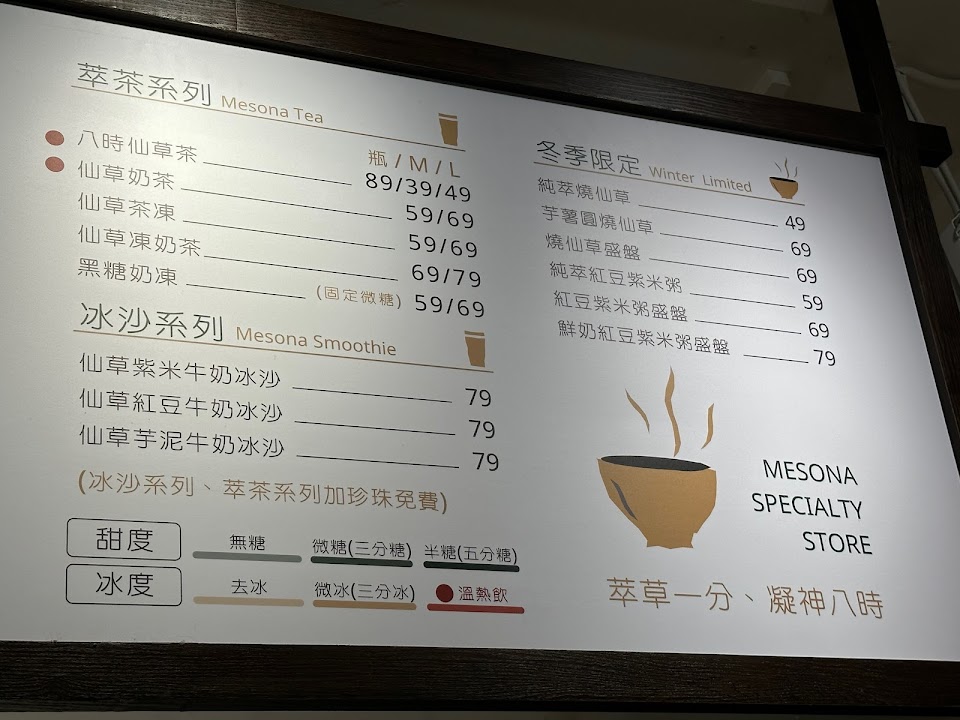 萃茶系列 Mesona Tea
瓶 / M / L
八時仙草茶 89/39/49
仙草奶茶 59/69
仙草茶凍 59/69
仙草凍奶茶 69/79
黑糖奶凍 (固定微糖) 59/69
冰沙系列 Mesona Smoothie
仙草紫米牛奶冰沙 79
仙草紅豆牛奶冰沙 79
仙草芋泥牛奶冰沙 79
(冰沙系列、萃茶系列加珍珠免費)
甜度 無糖 微糖(三分糖) 半糖(五分糖)
冰度 去冰 微冰(三分冰) 溫熱飲
冬季限定 Winter Limited
純萃燒仙草 49
芋薯圓燒仙草 69
燒仙草盛盤 69
純萃紅豆紫米粥 59
紅豆紫米粥盛盤 69
鮮奶紅豆紫米粥盛盤 79
MESONA
SPECIALTY
STORE
萃草一分、凝神八時